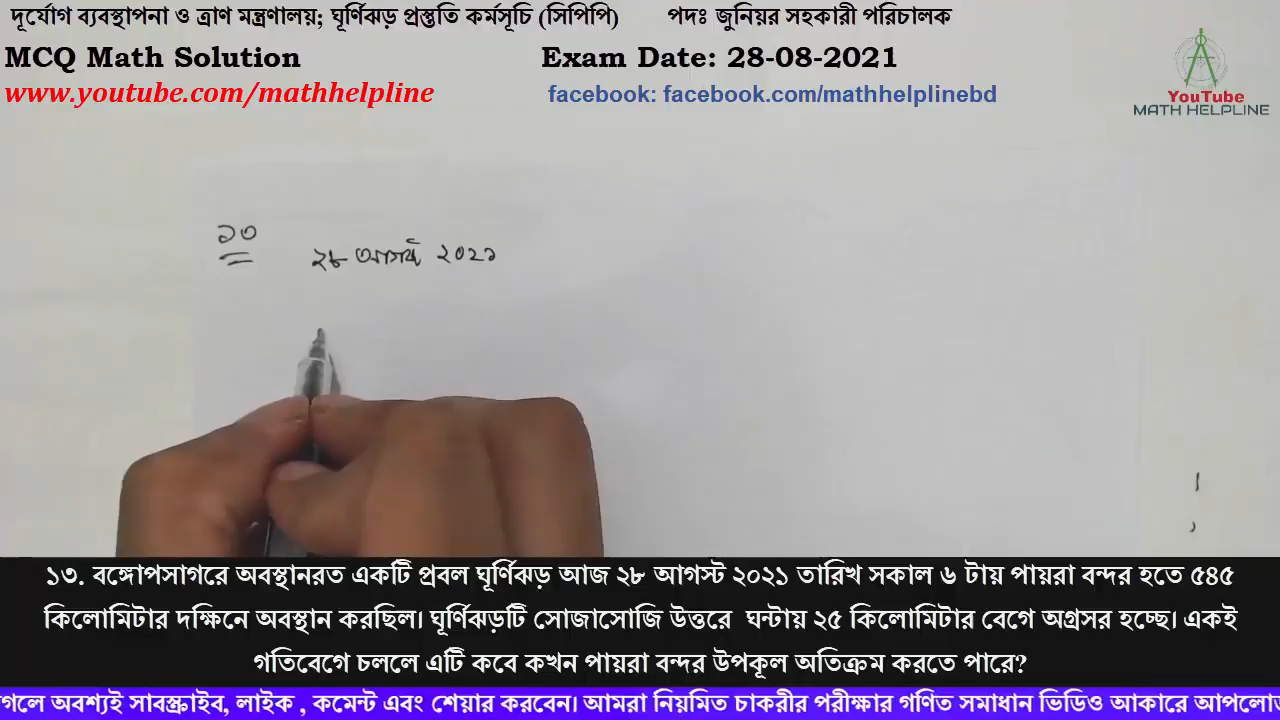 দূর্যোগ ব্যবস্থাপনা ও ত্রাণ মন্ত্রণালয়; ঘূর্ণিঝড় প্রস্তুতি কর্মসূচি (সিপিপি) পদঃ জুনিয়র সহকারী পরিচালক
MCQ Math Solution Exam Date: 28-08-2021
www.youtube.com/mathhelpline facebook: facebook.com/mathhelplinebd
YouTube
MATH HELPLINE
১৩
২৮ আগস্ট ২০২১
১৩. বঙ্গোপসাগরে অবস্থানরত একটি প্রবল ঘূর্ণিঝড় আজ ২৮ আগস্ট ২০২১ তারিখ সকাল ৬ টায় পায়রা বন্দর হতে ৫৪৫
কিলোমিটার দক্ষিনে অবস্থান করছিল। ঘূর্ণিঝড়টি সোজাসোজি উত্তরে ঘন্টায় ২৫ কিলোমিটার বেগে অগ্রসর হচ্ছে। একই
গতিবেগে চললে এটি কবে কখন পায়রা বন্দর উপকূল অতিক্রম করতে পারে?
গলে অবশ্যই সাবস্ক্রাইব, লাইক , কমেন্ট এবং শেয়ার করবেন। আমরা নিয়মিত চাকরীর পরীক্ষার গণিত সমাধান ভিডিও আকারে